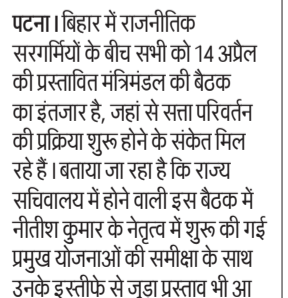 पटना। बिहार में राजनीतिक
सरगर्मियों के बीच सभी को 14 अप्रैल
की प्रस्तावित मंत्रिमंडल की बैठक
का इंतजार है, जहां से सत्ता परिवर्तन
की प्रक्रिया शुरू होने के संकेत मिल
रहे हैं। बताया जा रहा है कि राज्य
सचिवालय में होने वाली इस बैठक में
नीतीश कुमार के नेतृत्व में शुरू की गई
प्रमुख योजनाओं की समीक्षा के साथ
उनके इस्तीफे से जुड़ा प्रस्ताव भी आ